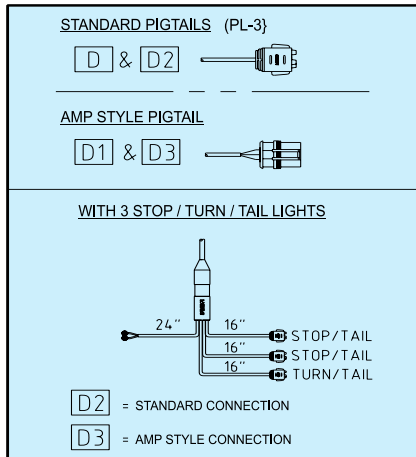 STANDARD PIGTAILS (PL-3}
D & D2
AMP STYLE PIGTAIL
D1 & D3
WITH 3 STOP / TURN / TAIL LIGHTS
24" 16" STOP/TAIL
16" STOP/TAIL
16" TURN/TAIL
D2 = STANDARD CONNECTION
D3 = AMP STYLE CONNECTION